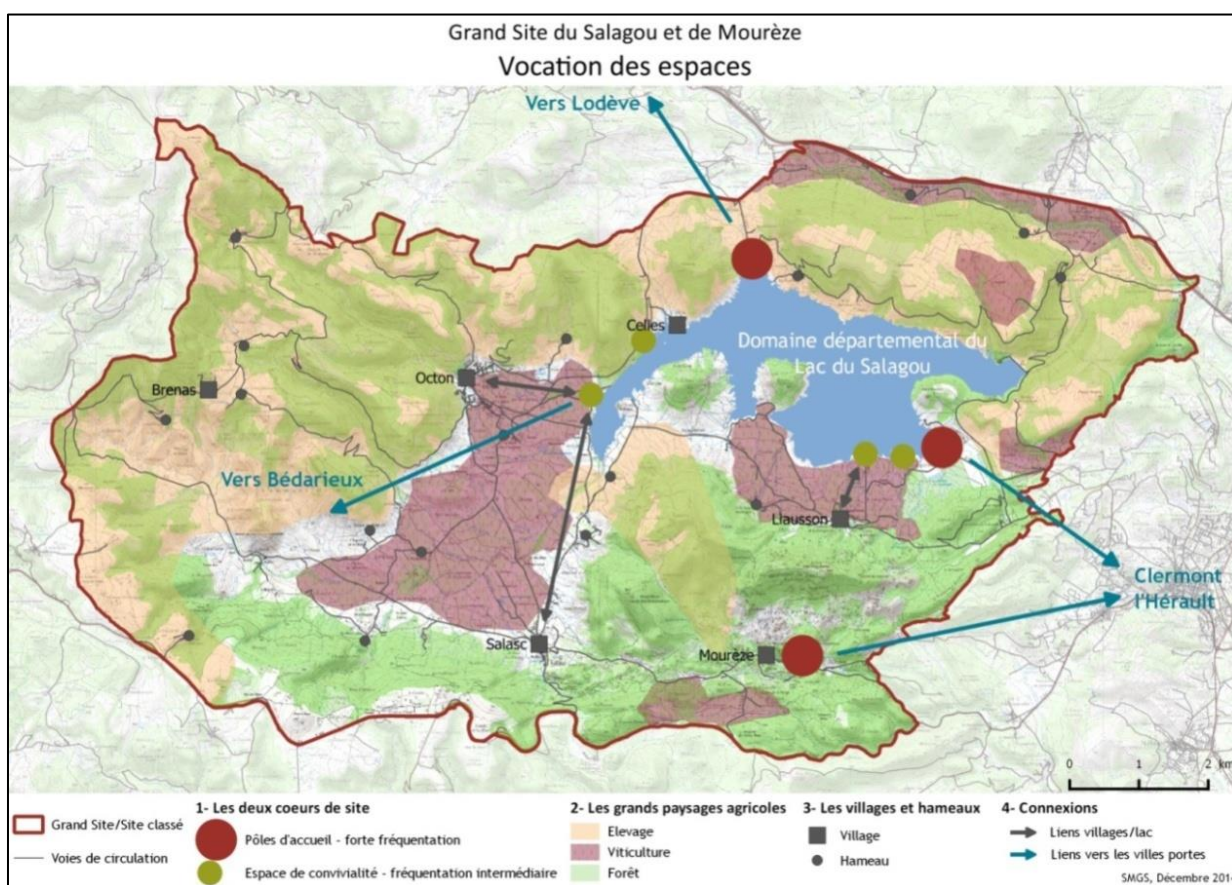 Grand Site du Salagou et de Mourèze
Vocation des espaces
Vers Lodève
Celles
Domaine départemental du
Lac du Salagou
Octon
Brenas
Vers Bédarieux
Liausson
Clermont
l'Hérault
Salasc
Mourèze
0 1 2 km
Grand Site/Site classé
Voies de circulation
1- Les deux coeurs de site
Pôles d'accueil - forte fréquentation
Espace de convivialité - fréquentation intermédiaire
2- Les grands paysages agricoles
Elevage
Viticulture
Forêt
3- Les villages et hameaux
Village
Hameau
4- Connexions
Liens villages/lac
Liens vers les villes portes
SMGS, Décembre